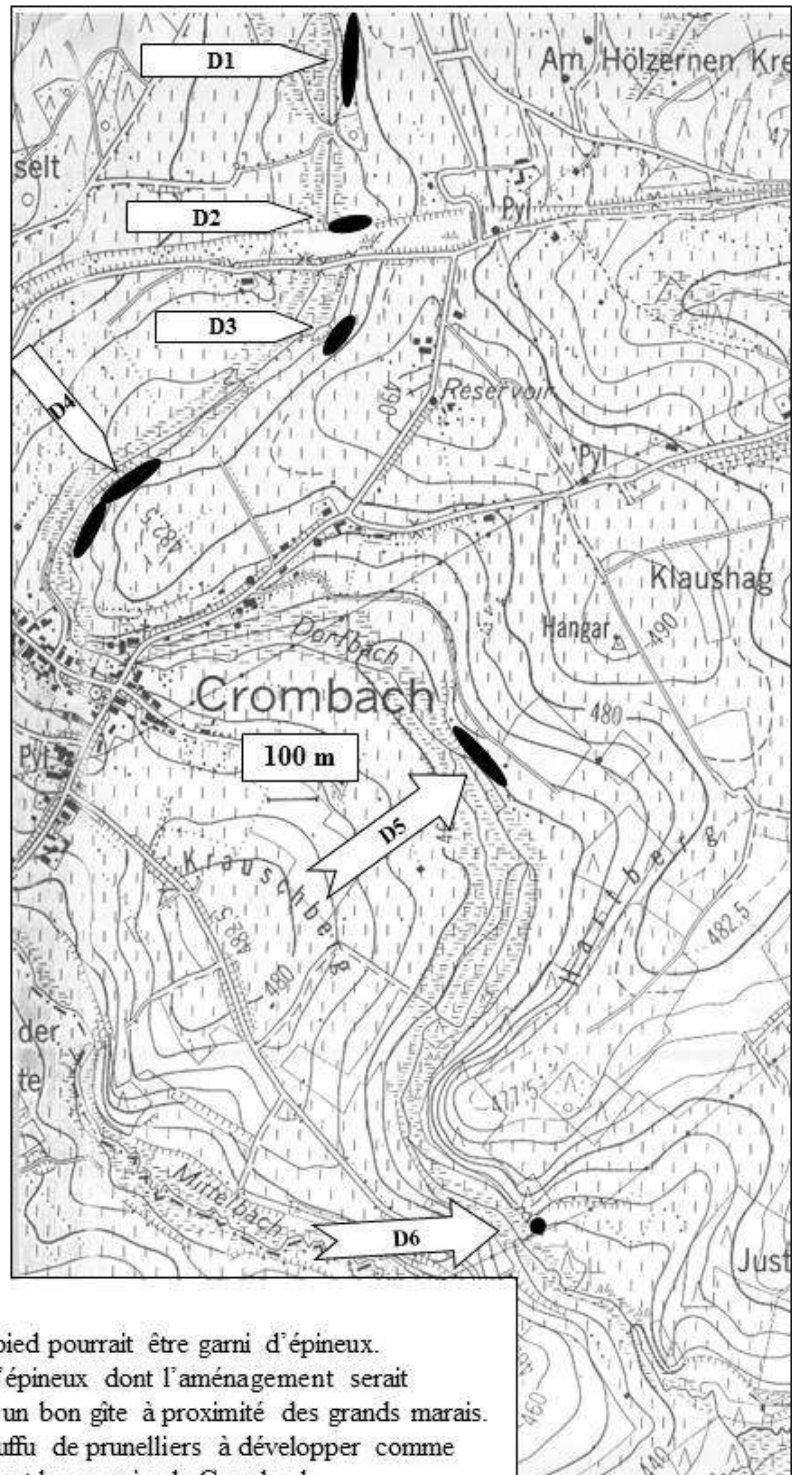 D1
Am Hölzernen Kre
selt
D2
Pyl
D3
490
Reservoir
D4
Pyl
482.5
Klaushag
Hangar
490
Dorfbach
Crombach
480
Pyl
100 m
D5
Krauschberg
Hartberg
482.5
482.5
480
der
te
477.5
Mittelbach
D6
Just
pied pourrait être garni d'épineux.
'épineux dont l'aménagement serait
un bon gîte à proximité des grands marais.
uffu de prunelliers à développer comme
460
440